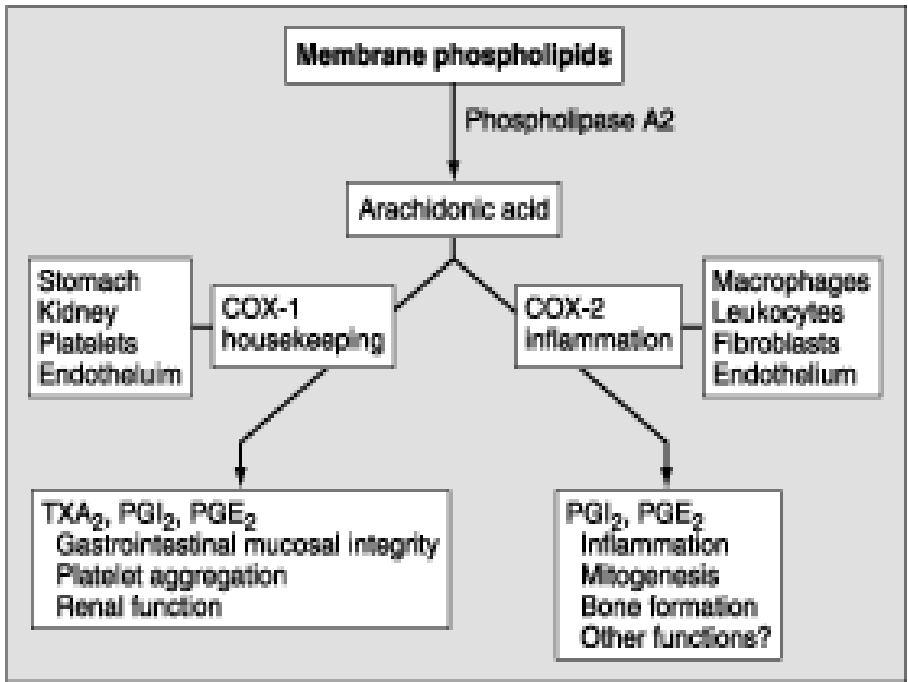 Membrane phospholipids
Phospholipase A2
Arachidonic acid
Stomach
Kidney
Platelets
Endotheluim
COX-1
housekeeping
COX-2
inflammation
Macrophages
Leukocytes
Fibroblasts
Endothelium
TXA₂, PGI₂, PGE₂
Gastrointestinal mucosal integrity
Platelet aggregation
Renal function
PGI₂, PGE₂
Inflammation
Mitogenesis
Bone formation
Other functions?